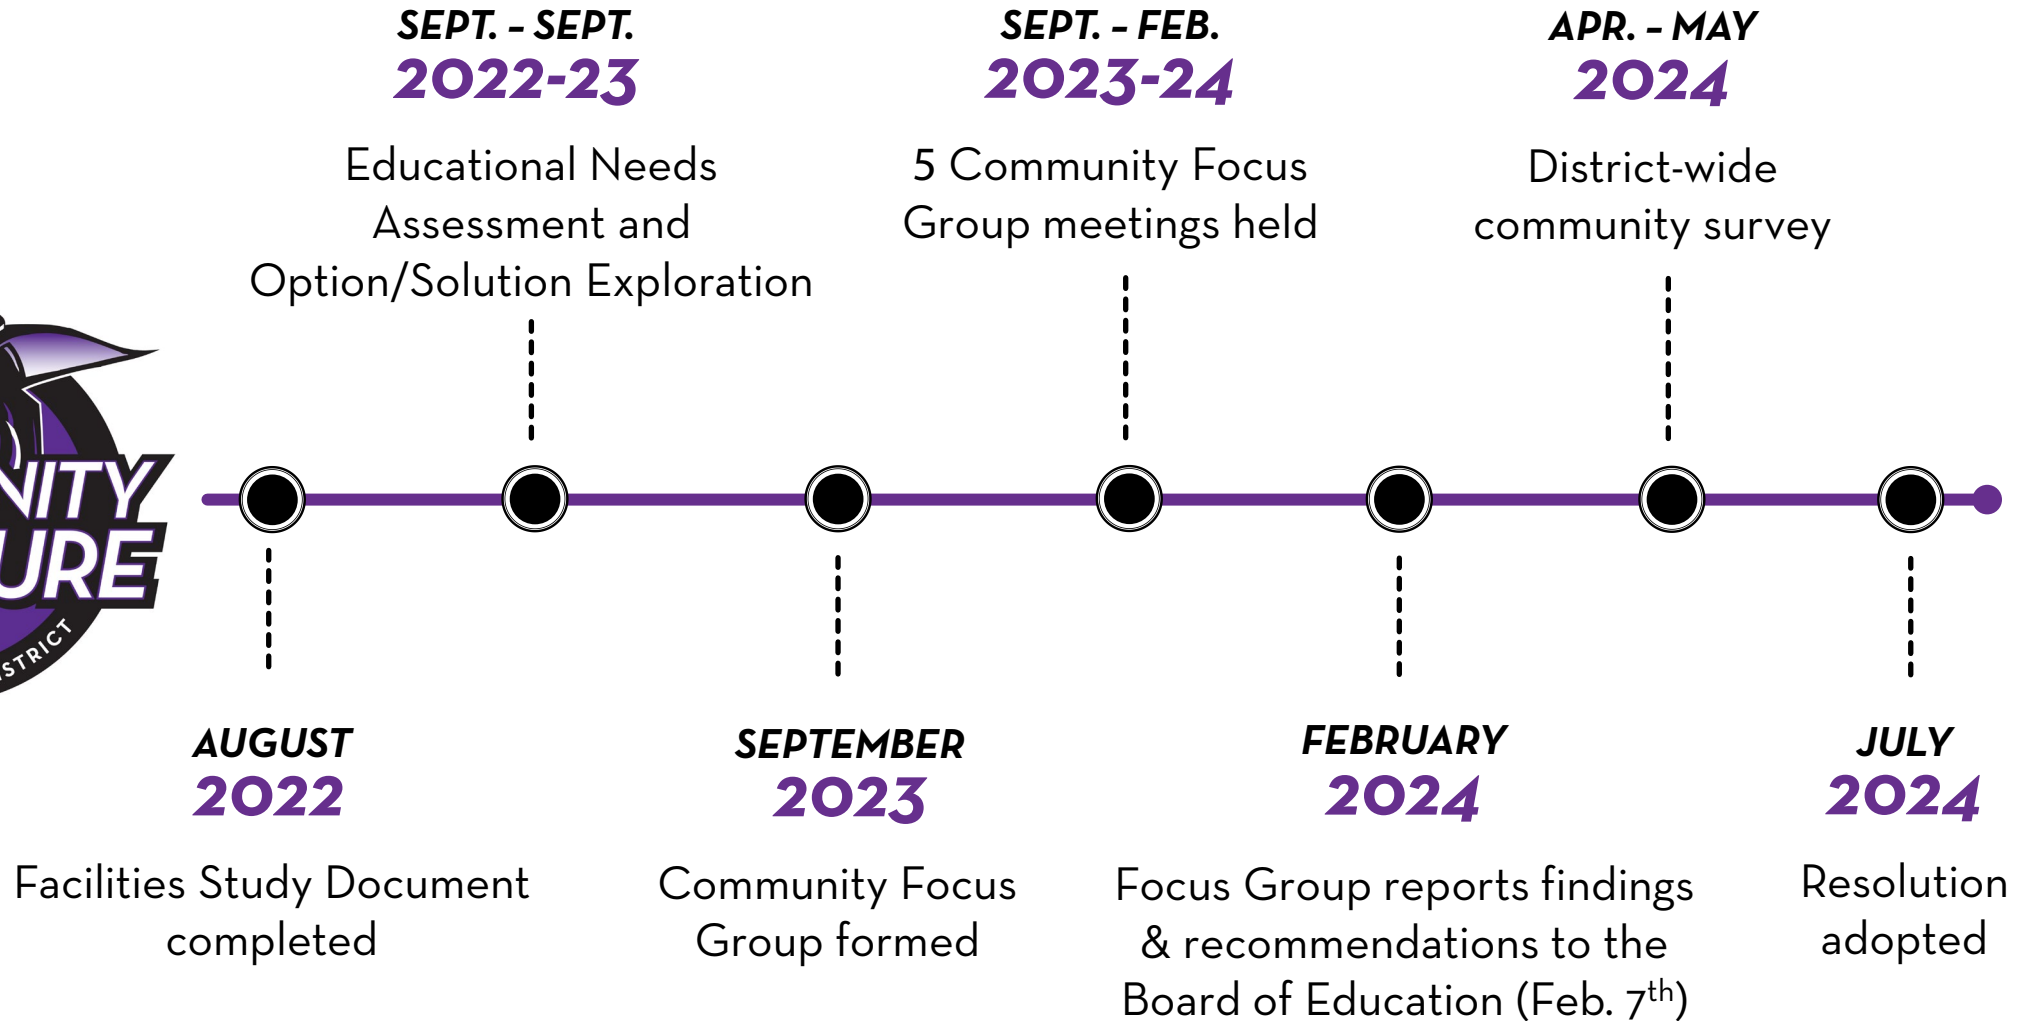 SEPT. – SEPT.
2022-23
Educational Needs
Assessment and
Option/Solution Exploration
SEPT. – FEB.
2023-24
5 Community Focus
Group meetings held
APR. – MAY
2024
District-wide
community survey
AUGUST
2022
Facilities Study Document
completed
SEPTEMBER
2023
Community Focus
Group formed
FEBRUARY
2024
Focus Group reports findings
& recommendations to the
Board of Education (Feb. 7th)
JULY
2024
Resolution
adopted